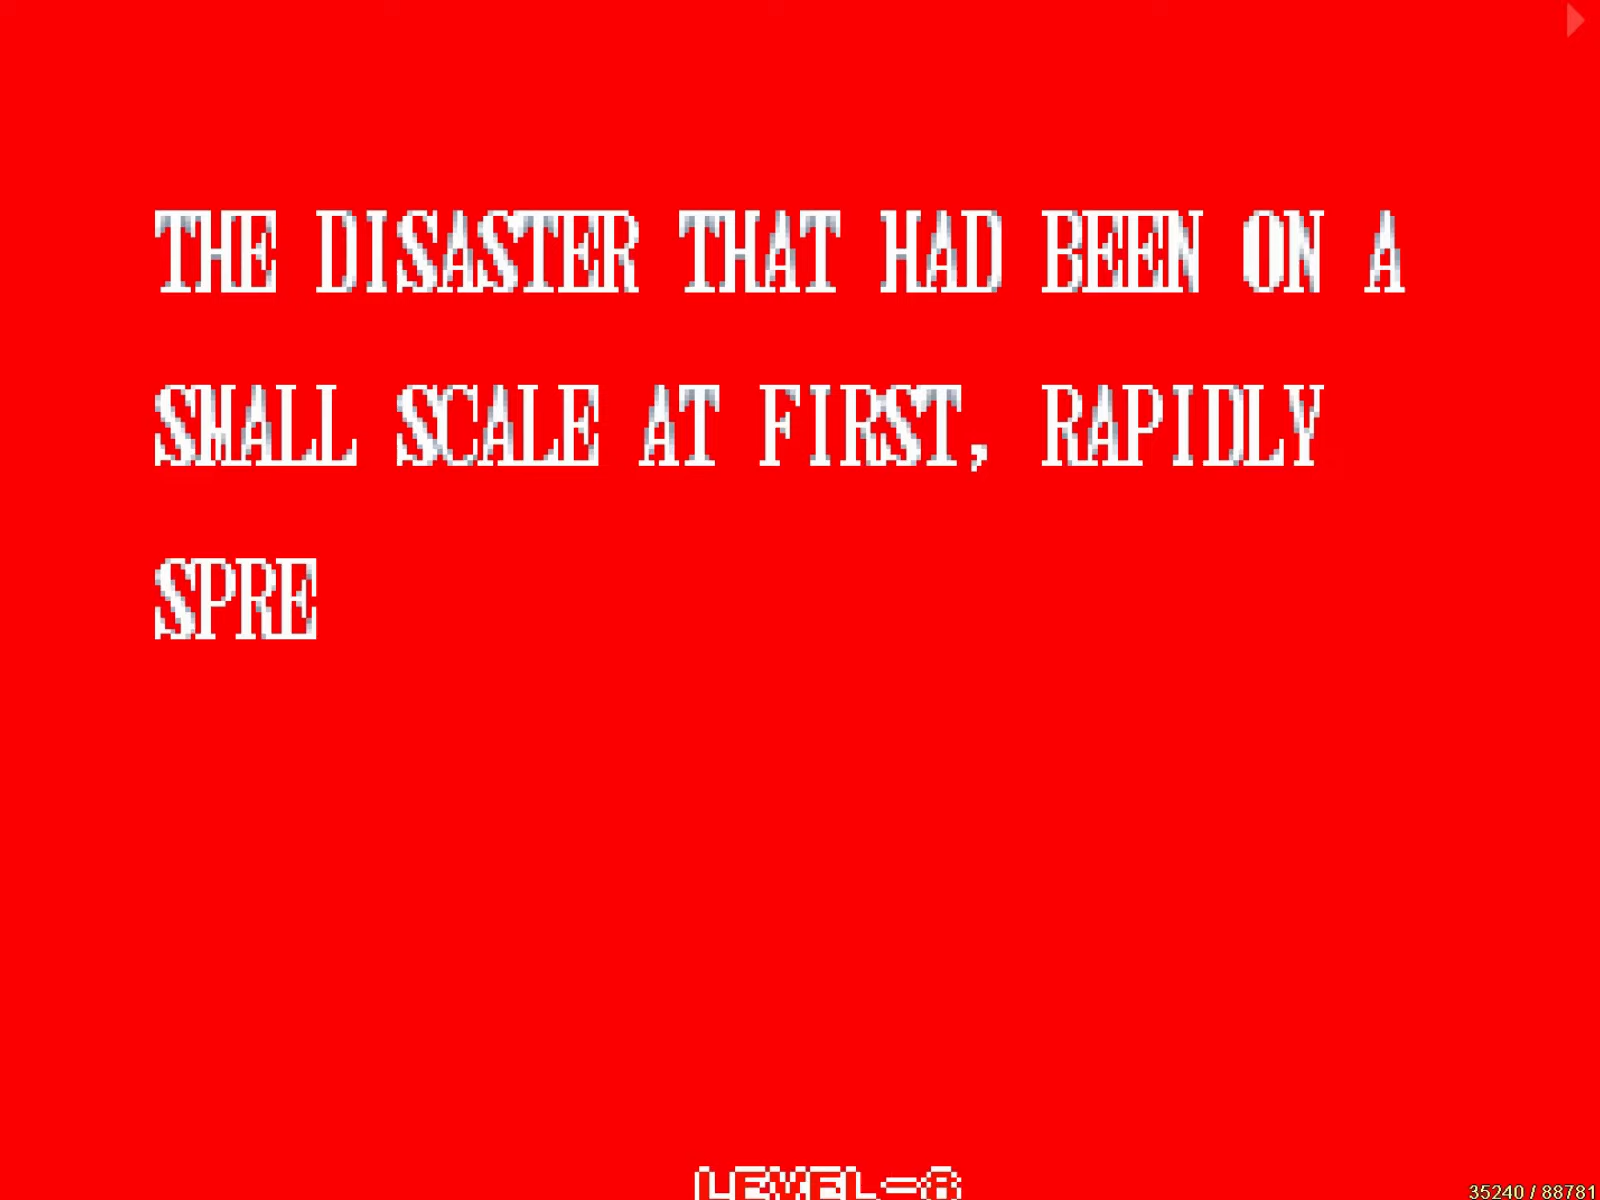 THE DISASTER THAT HAD BEEN ON A
SMALL SCALE AT FIRST, RAPIDLY
SPRE
LEVEL=8
35240 / 88781